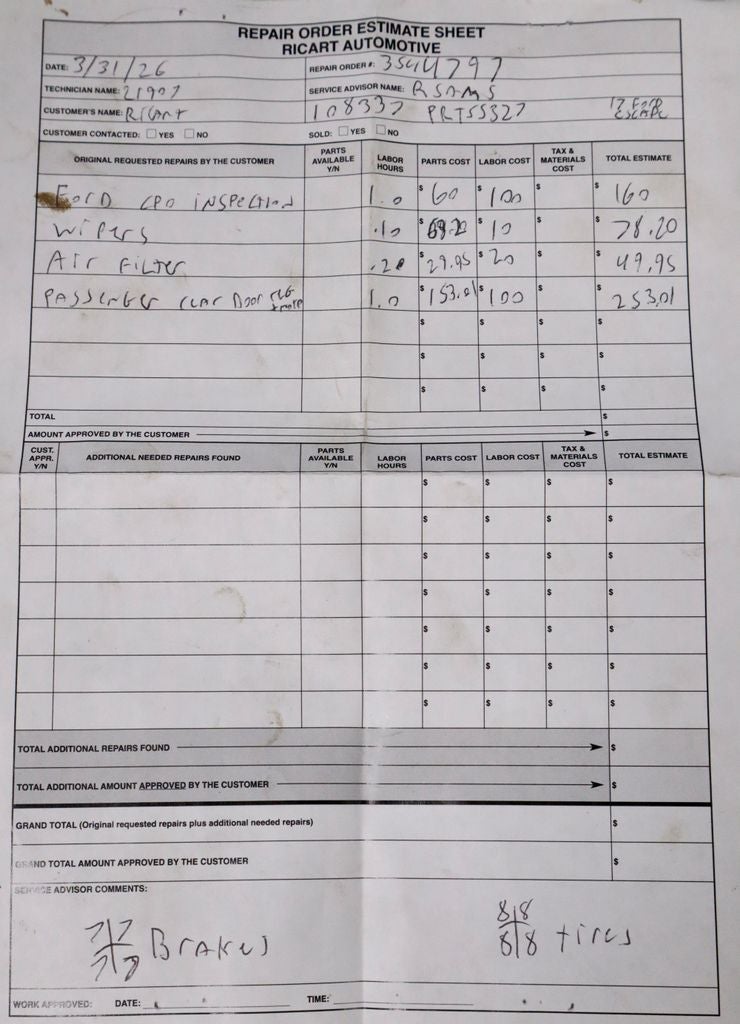 REPAIR ORDER ESTIMATE SHEET
RICART AUTOMOTIVE
DATE: 3/31/26 REPAIR ORDER #: 3544797
TECHNICIAN NAME: 21907 SERVICE ADVISOR NAME: RSAMS
CUSTOMER'S NAME: Ricart 108337 PRT55327 17 FORD ESCAPE
CUSTOMER CONTACTED: YES NO SOLD: YES NO
ORIGINAL REQUESTED REPAIRS BY THE CUSTOMER PARTS AVAILABLE Y/N LABOR HOURS PARTS COST LABOR COST TAX & MATERIALS COST TOTAL ESTIMATE
FORD CPO INSPECTION 1.0 $ 60 $ 100 $ $ 160
WIPERS .10 $ 68.20 $ 10 $ $ 78.20
AIR FILTER .20 $ 29.95 $ 20 $ $ 49.95
PASSENGER rear Door 1.0 $ 153.01 $ 100 $ $ 253.01
$ $ $ $
$ $ $ $
$ $ $ $
TOTAL $
AMOUNT APPROVED BY THE CUSTOMER $
CUST. APPR. Y/N ADDITIONAL NEEDED REPAIRS FOUND PARTS AVAILABLE Y/N LABOR HOURS PARTS COST LABOR COST TAX & MATERIALS COST TOTAL ESTIMATE
$ $ $ $
$ $ $ $
$ $ $ $
$ $ $ $
$ $ $ $
$ $ $ $
$ $ $ $
TOTAL ADDITIONAL REPAIRS FOUND $
TOTAL ADDITIONAL AMOUNT APPROVED BY THE CUSTOMER $
GRAND TOTAL (Original requested repairs plus additional needed repairs) $
GRAND TOTAL AMOUNT APPROVED BY THE CUSTOMER $
SERVICE ADVISOR COMMENTS:
7 7 8 8
7 7 Brakes 8 8 tires
WORK APPROVED: DATE: TIME: